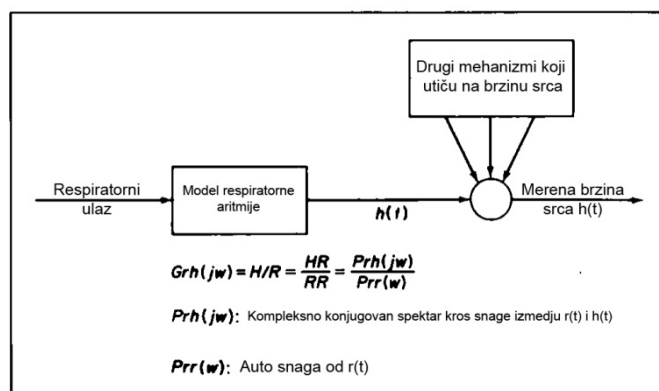 Drugi mehanizmi koji
utiču na brzinu srca
Respiratorni
ulaz
Model respiratorne
aritmije
h(t)
Merena brzina
srca h(t)
Grh(jw) = H/R = HR/RR = Prh(jw)/Prr(w)
Prh(jw): Kompleksno konjugovan spektar kros snage izmedju r(t) i h(t)
Prr(w): Auto snaga od r(t)